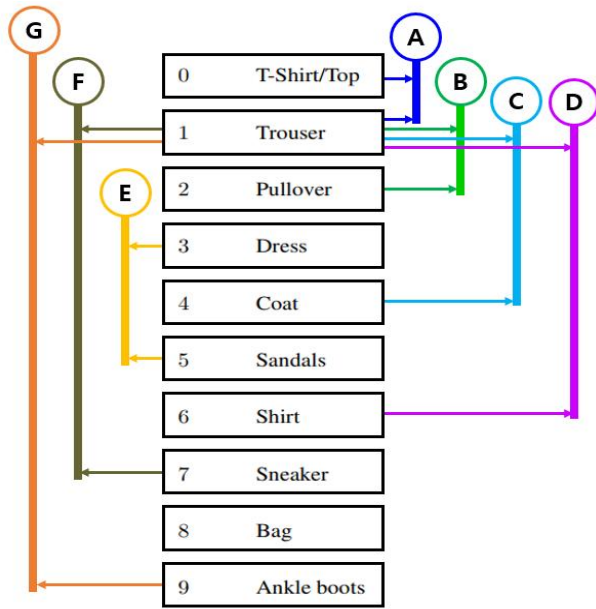 G
A
F
B
C
D
E
0 T-Shirt/Top
1 Trouser
2 Pullover
3 Dress
4 Coat
5 Sandals
6 Shirt
7 Sneaker
8 Bag
9 Ankle boots